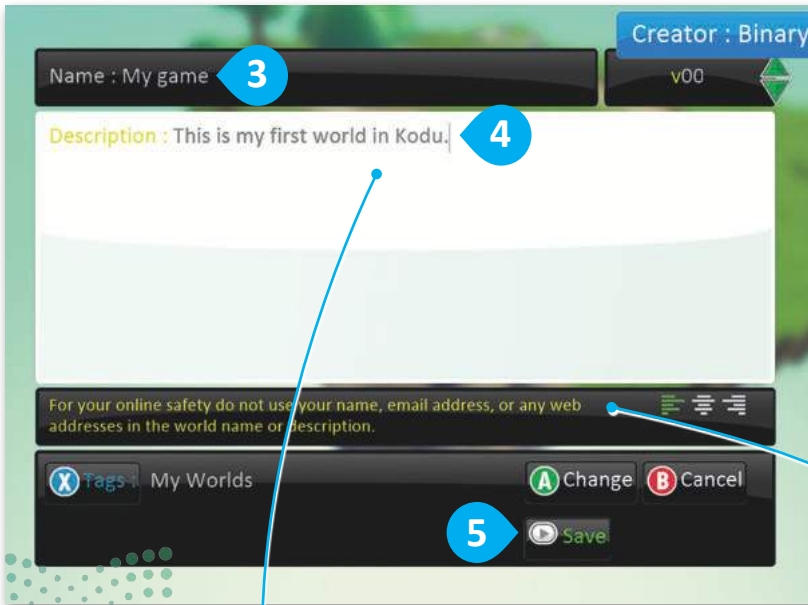 Creator : Binary
Name : My game 3
v00
Description : This is my first world in Kodu. 4
For your online safety do not use your name, email address, or any web
addresses in the world name or description.
X Tags : My Worlds
A Change B Cancel
5 Save